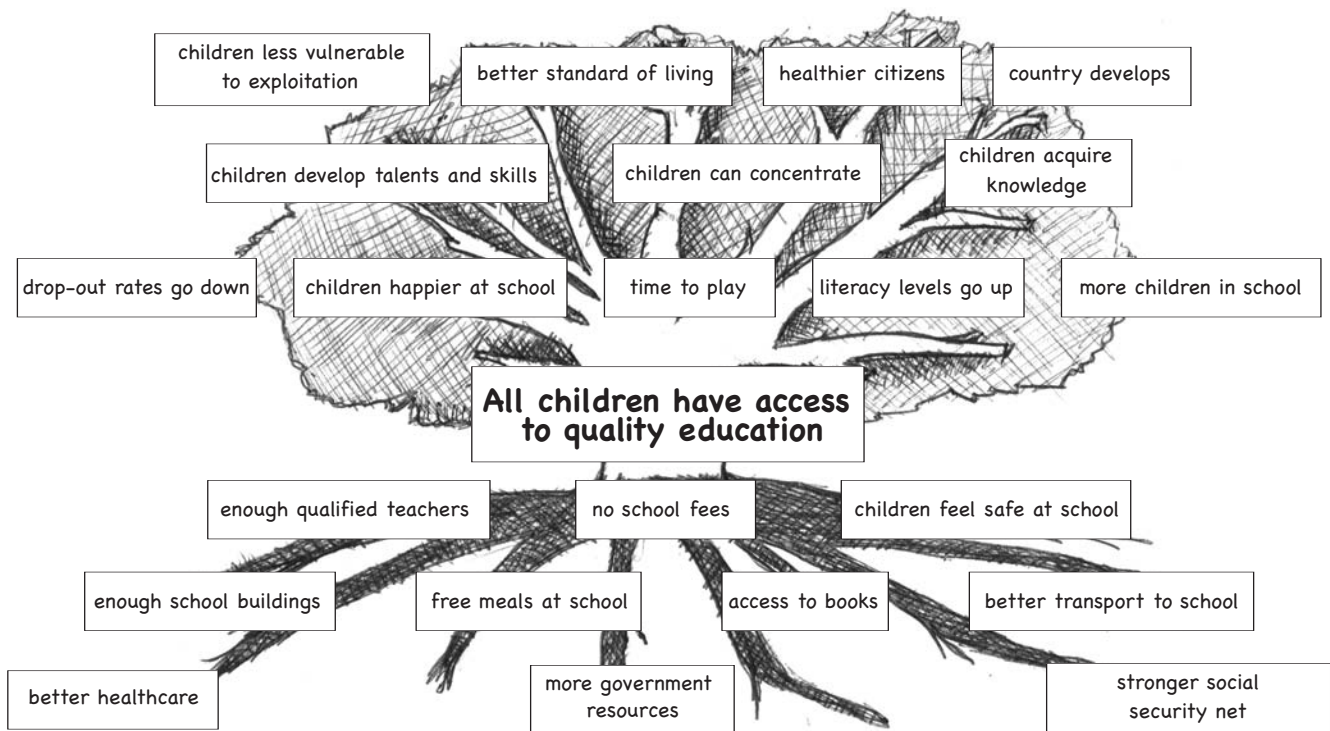 children less vulnerable
to exploitation
better standard of living
healthier citizens
country develops
children develop talents and skills
children can concentrate
children acquire
knowledge
drop-out rates go down
children happier at school
time to play
literacy levels go up
more children in school
All children have access
to quality education
enough qualified teachers
no school fees
children feel safe at school
enough school buildings
free meals at school
access to books
better transport to school
better healthcare
more government
resources
stronger social
security net